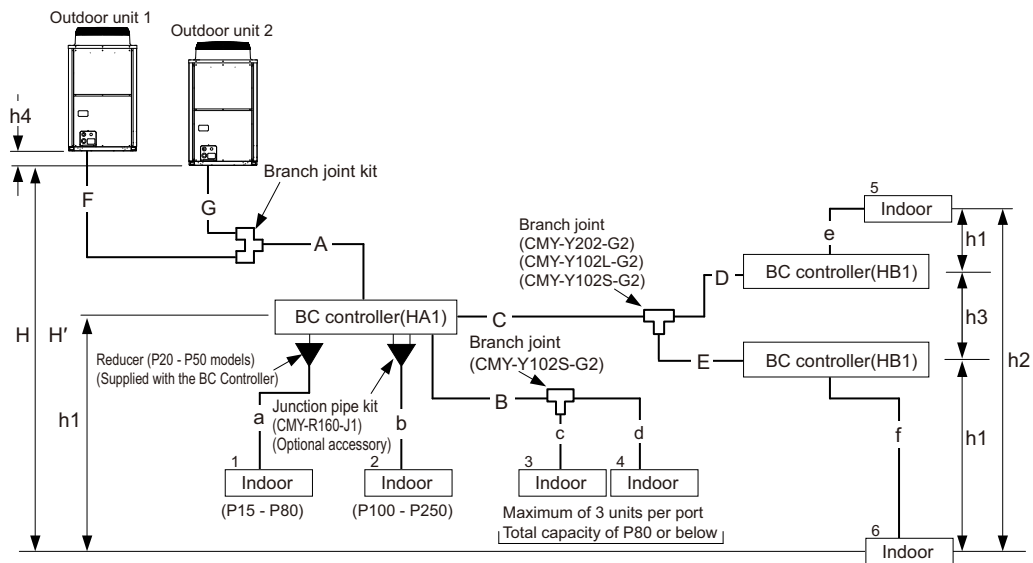 Outdoor unit 1
Outdoor unit 2
h4
Branch joint kit
F
G
A
H
H′
h1
BC controller(HA1)
Reducer (P20 - P50 models)
(Supplied with the BC Controller)
a
Junction pipe kit
(CMY-R160-J1)
(Optional accessory)
b
1
Indoor
(P15 - P80)
2
Indoor
(P100 - P250)
C
Branch joint
(CMY-Y202-G2)
(CMY-Y102L-G2)
(CMY-Y102S-G2)
Branch joint
(CMY-Y102S-G2)
B
c
d
3
Indoor
4
Indoor
Maximum of 3 units per port
Total capacity of P80 or below
D
E
5
Indoor
e
BC controller(HB1)
BC controller(HB1)
f
6
Indoor
h1
h3
h2
h1